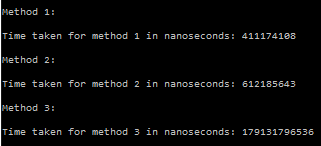 Method 1:
Time taken for method 1 in nanoseconds: 411174108
Method 2:
Time taken for method 2 in nanoseconds: 612185643
Method 3:
Time taken for method 3 in nanoseconds: 179131796536